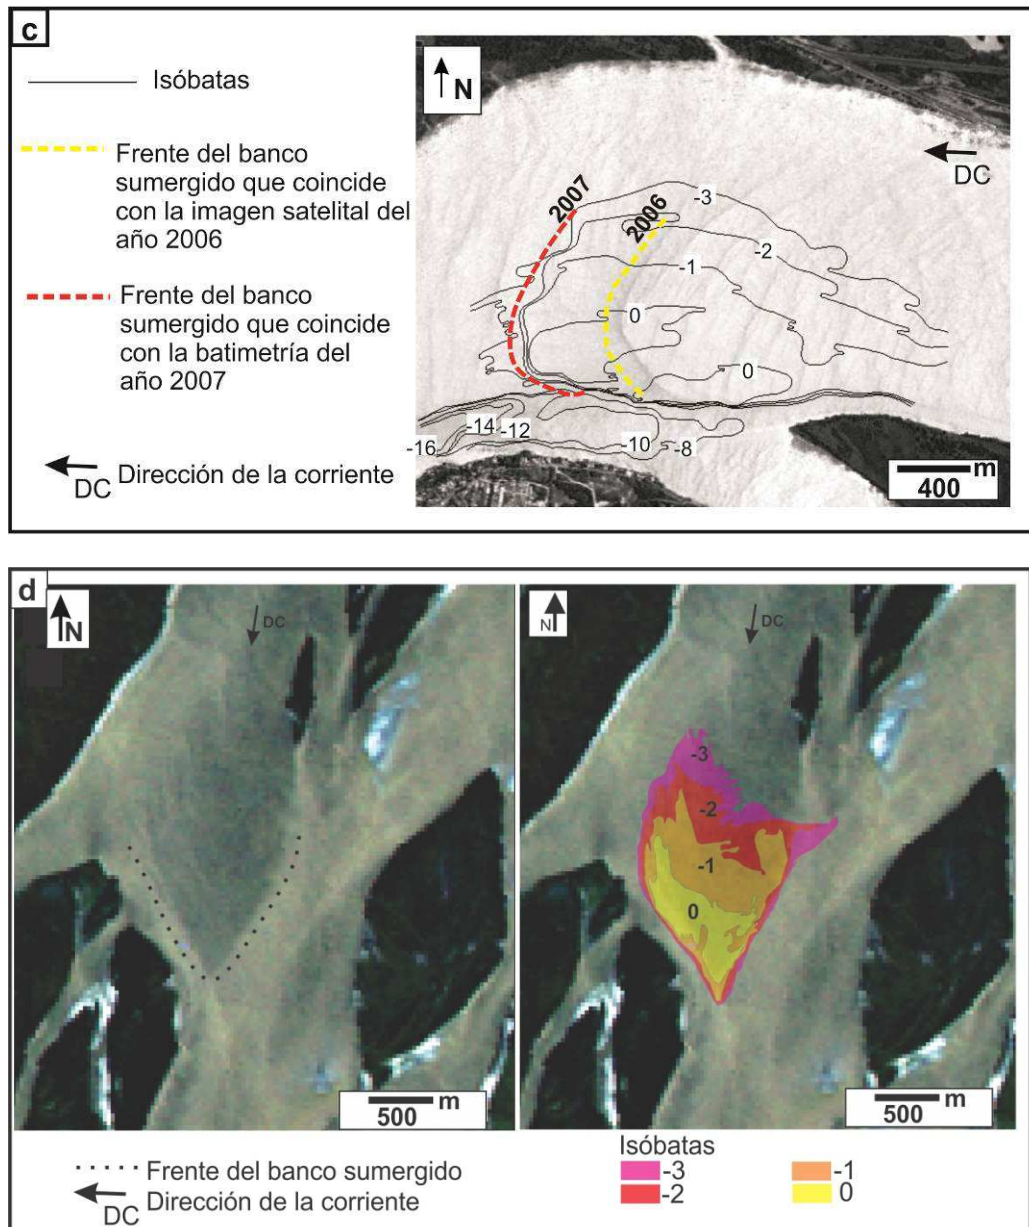 c
Isóbatas
Frente del banco
sumergido que coincide
con la imagen satelital del
año 2006
Frente del banco
sumergido que coincide
con la batimetría del
año 2007
DC Dirección de la corriente
N
DC
2007
2006
-3
-2
-1
0
0
-14
-12
-16
-10
-8
m
400
d
N
DC
500 m
N
DC
-3
-2
-1
0
500 m
Frente del banco sumergido
DC Dirección de la corriente
Isóbatas
-3
-1
-2
0